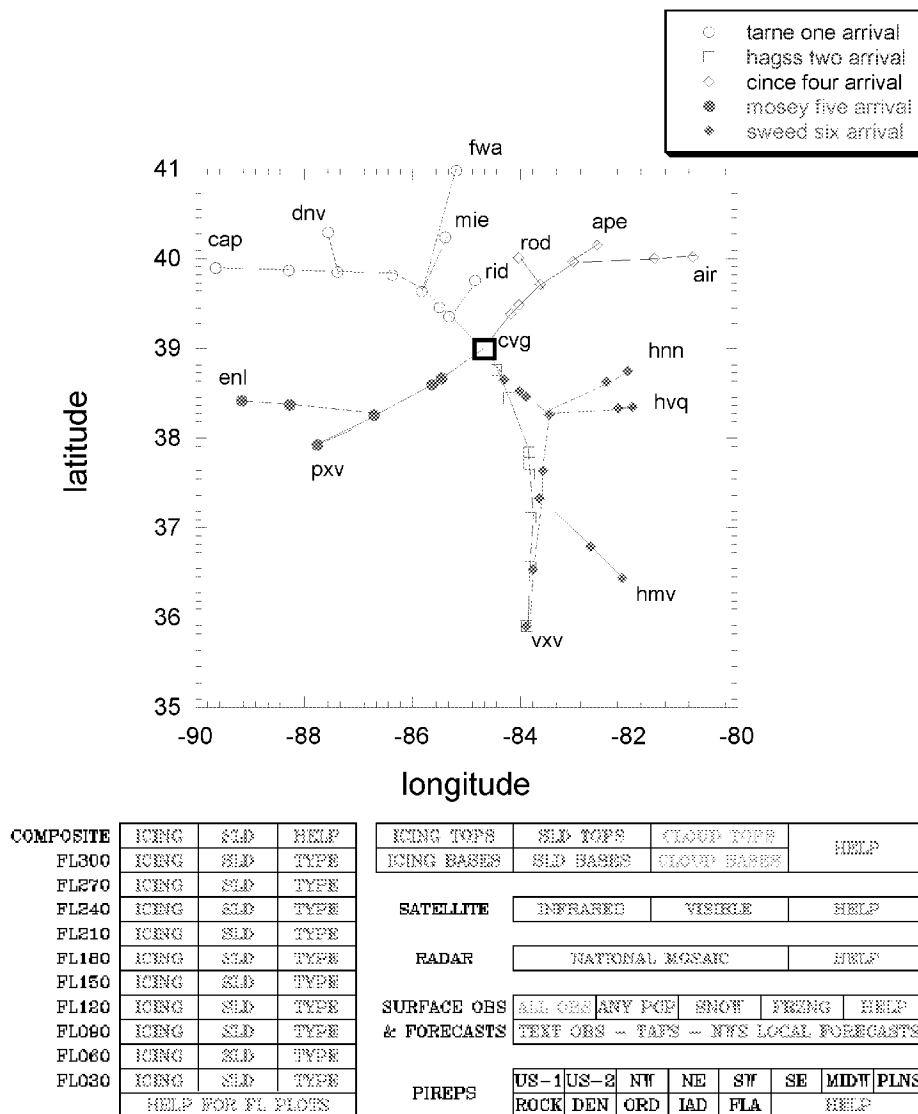 tarne one arrival
hagss two arrival
cince four arrival
mosey five arrival
sweed six arrival
fwa
41
dnv
mie
ape
cap
rod
40
rid
air
cvg
39
hnn
enl
hvq
latitude
38
pxv
37
hmv
36
vxv
35
-90 -88 -86 -84 -82 -80
longitude
COMPOSITE ICING SLD HELP
FL300 ICING SLD TYPE
FL270 ICING SLD TYPE
FL240 ICING SLD TYPE
FL210 ICING SLD TYPE
FL180 ICING SLD TYPE
FL150 ICING SLD TYPE
FL120 ICING SLD TYPE
FL090 ICING SLD TYPE
FL060 ICING SLD TYPE
FL030 ICING SLD TYPE
HELP FOR FL PLOTS
ICING TOPS SLD TOPS CLOUD TOPS HELP
ICING BASES SLD BASES CLOUD BASES
SATELLITE INFRARED VISIBLE HELP
RADAR NATIONAL MOSAIC HELP
SURFACE OBS ALL OBS ANY PCP SNOW FRZNG HELP
& FORECASTS TEXT OBS - TAFS - NWS LOCAL FORECASTS
PIREPS US-1 US-2 NW NE SW SE MIDW PLNS
ROCK DEN ORD IAD FLA HELP